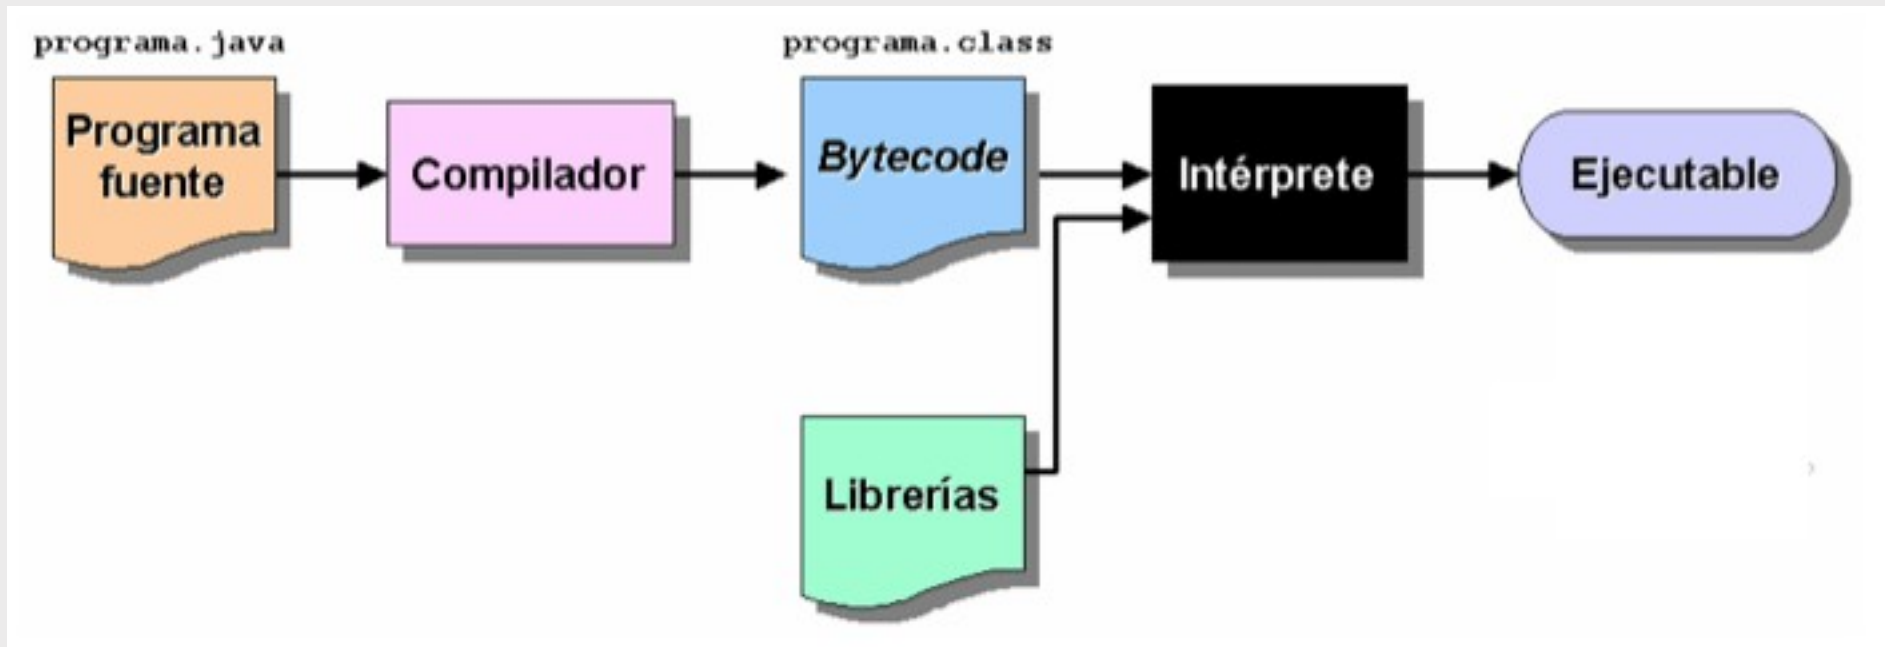 programa.java
programa.class
Programa
fuente
Compilador
Bytecode
Intérprete
Ejecutable
Librerías